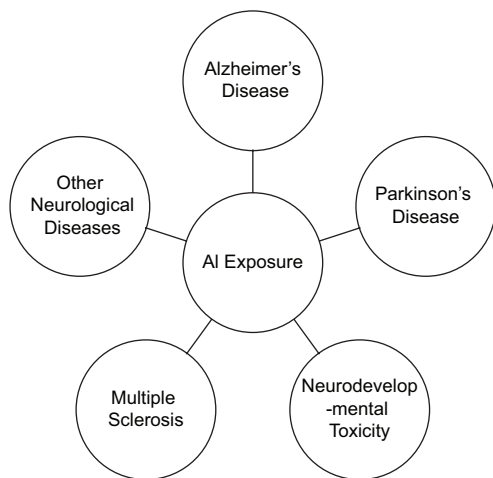 Alzheimer's
Disease
Other
Neurological
Diseases
Parkinson's
Disease
Al Exposure
Multiple
Sclerosis
Neurodevelop
-mental
Toxicity